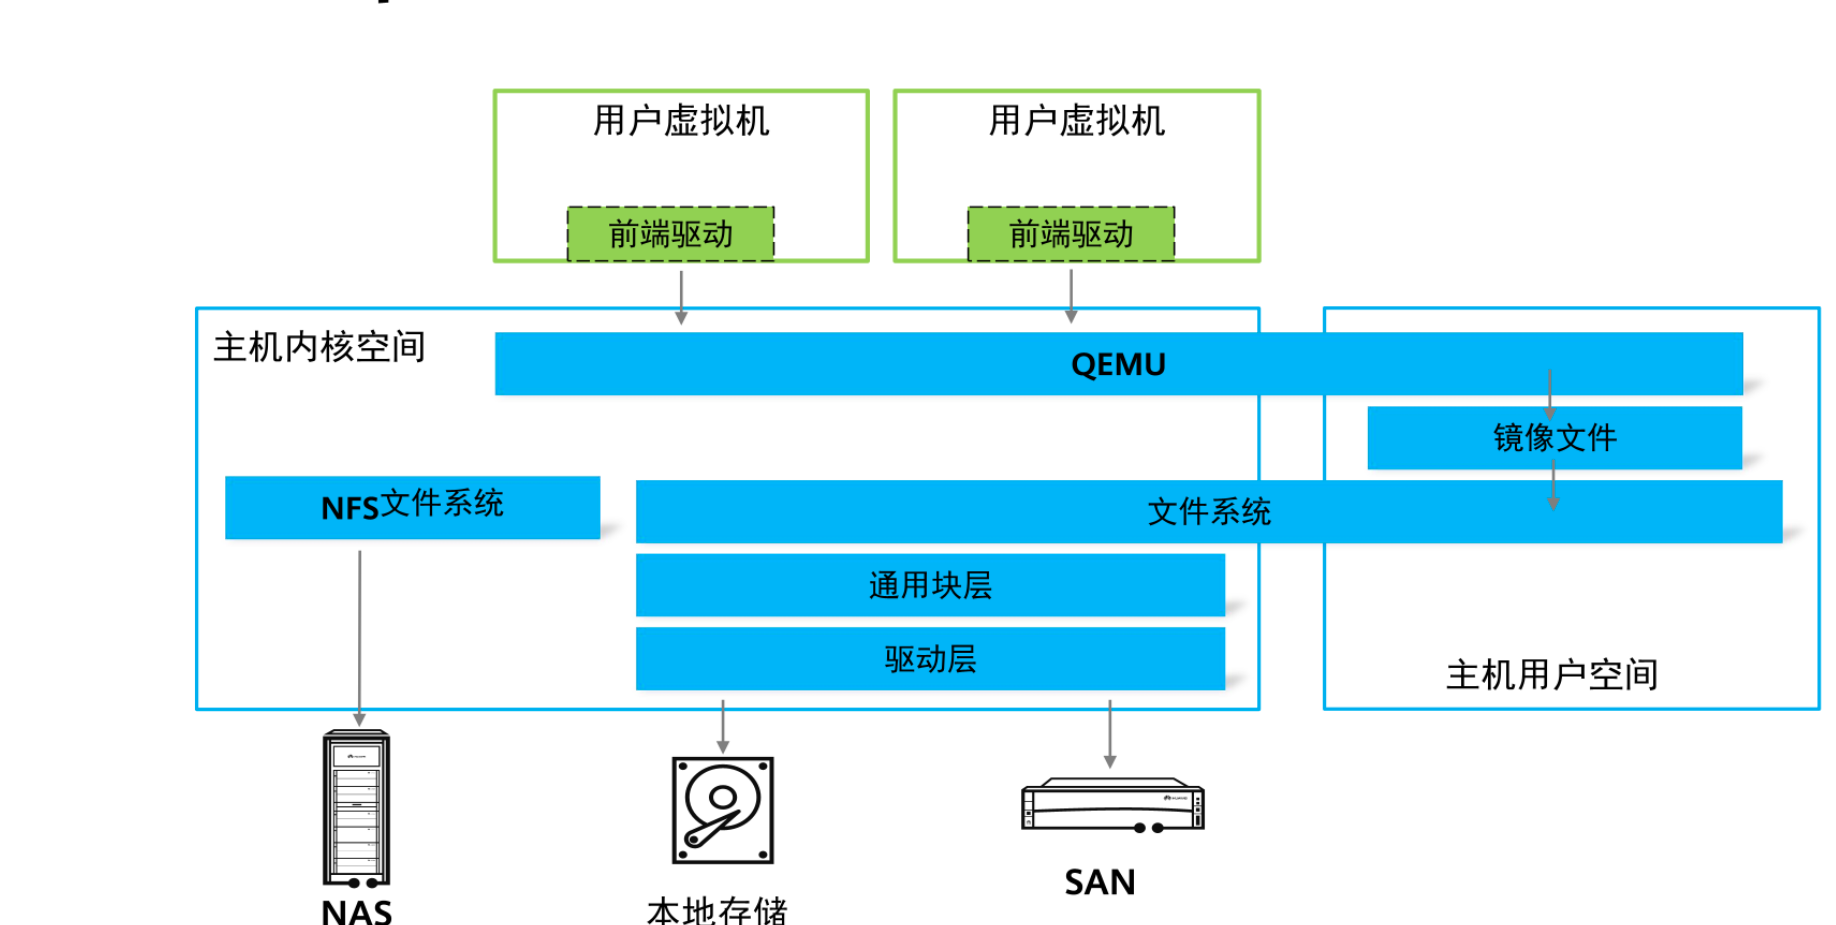 用户虚拟机
用户虚拟机
前端驱动
前端驱动
主机内核空间
QEMU
镜像文件
NFS文件系统
文件系统
通用块层
驱动层
主机用户空间
NAS
本地存储
SAN